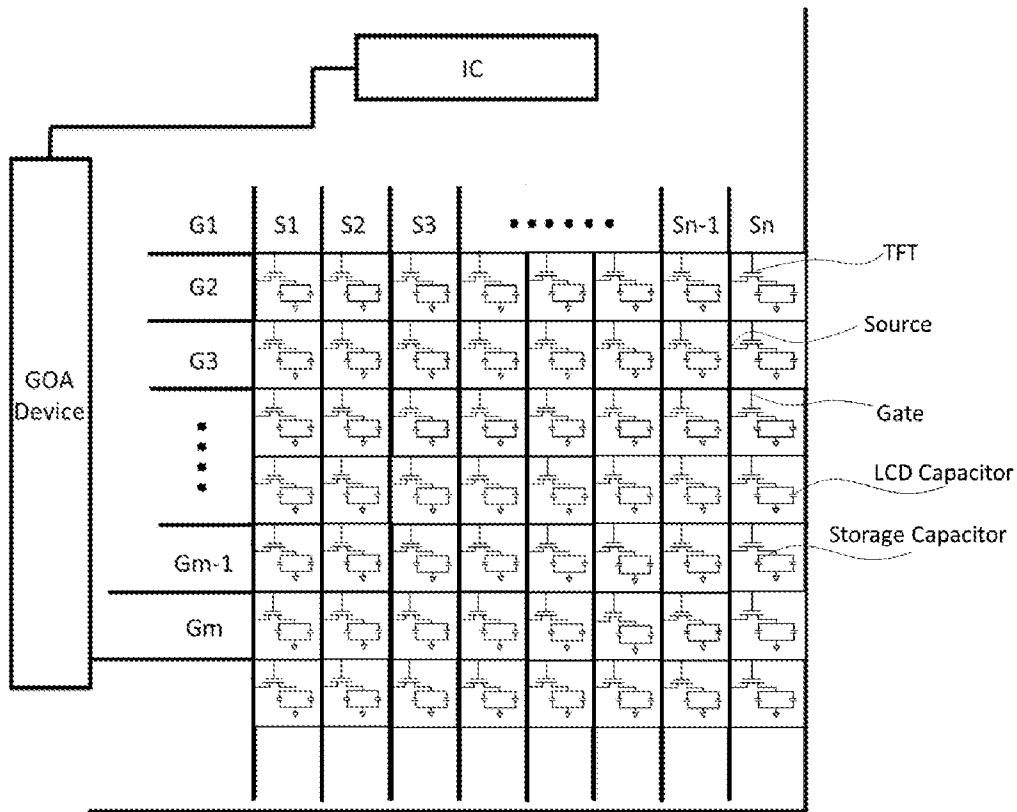 IC
G1 S1 S2 S3 •••••• Sn-1 Sn
TFT
G2
Source
G3
GOA
Device
Gate
LCD Capacitor
Storage Capacitor
Gm-1
Gm